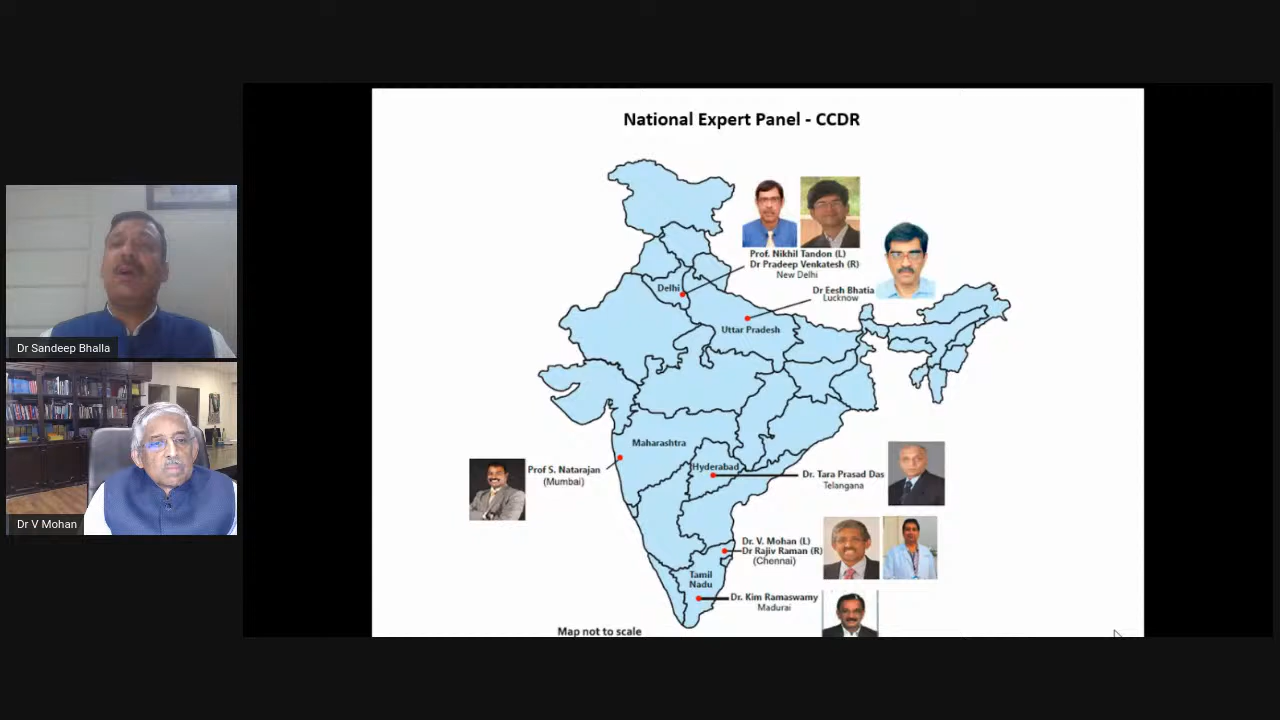 National Expert Panel - CCDR
Prof. Nikhil Tandon (L)
Dr Pradeep Venkatesh (R)
New Delhi
Delhi
Dr Eesh Bhatia
Lucknow
Uttar Pradesh
Dr Sandeep Bhalla
Maharashtra
Prof S. Natarajan
(Mumbai)
Hyderabad
Dr. Tara Prasad Das
Telangana
Dr V Mohan
Dr. V. Mohan (L)
Dr Rajiv Raman (R)
(Chennai)
Tamil
Nadu
Dr. Kim Ramaswamy
Madurai
Map not to scale